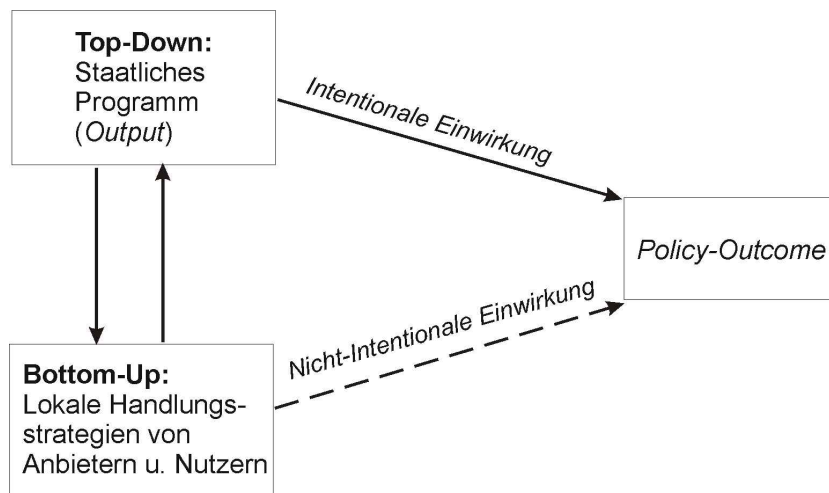 Top-Down:
Staatliches
Programm
(Output)
Intentionale Einwirkung
Policy-Outcome
Nicht-Intentionale Einwirkung
Bottom-Up:
Lokale Handlungs-
strategien von
Anbietern u. Nutzern